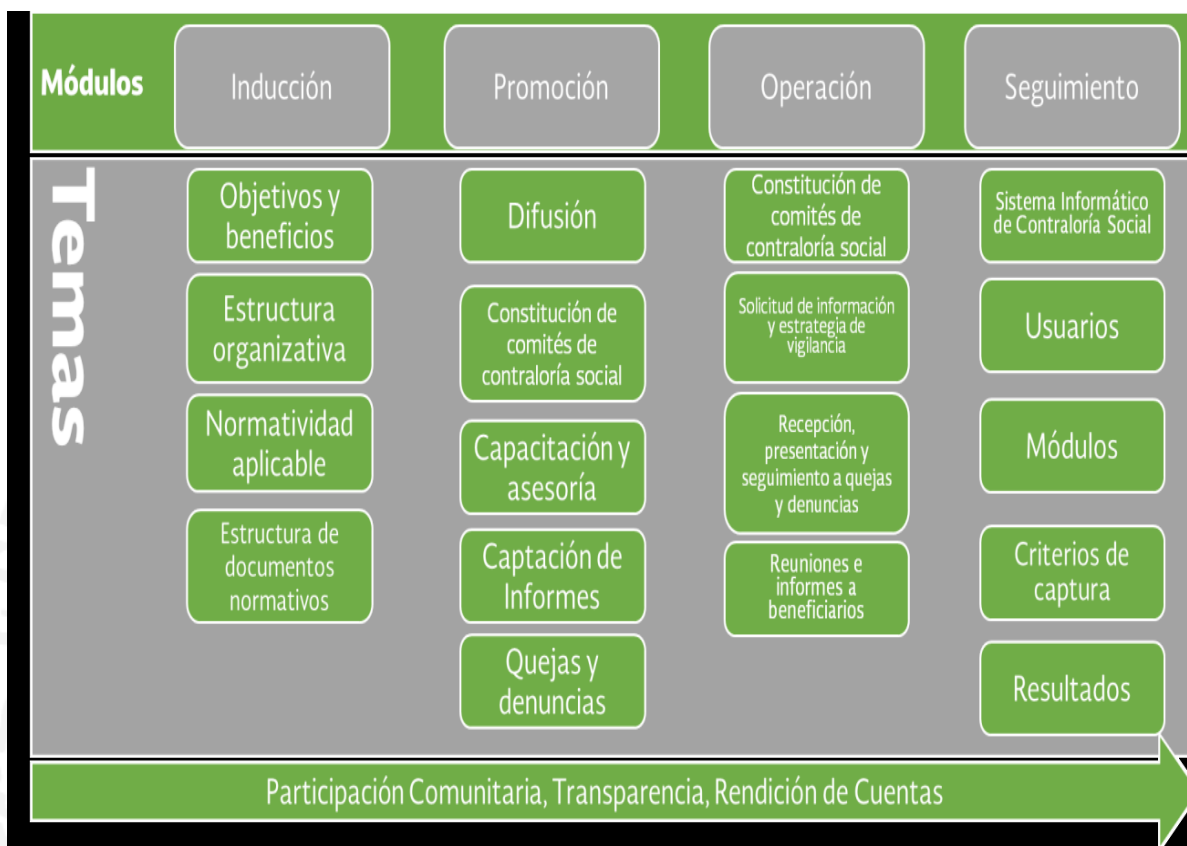 Módulos
Inducción
Promoción
Operación
Seguimiento
Temas
Objetivos y
beneficios
Estructura
organizativa
Normatividad
aplicable
Estructura de
documentos
normativos
Difusión
Constitución de
comités de
contraloría social
Capacitación y
asesoría
Captación de
Informes
Quejas y
denuncias
Constitución de
comités de
contraloría social
Solicitud de información
y estrategia de
vigilancia
Recepción,
presentación y
seguimiento a quejas
y denuncias
Reuniones e
informes a
beneficiarios
Sistema Informático
de Contraloría Social
Usuarios
Módulos
Criterios de
captura
Resultados
Participación Comunitaria, Transparencia, Rendición de Cuentas